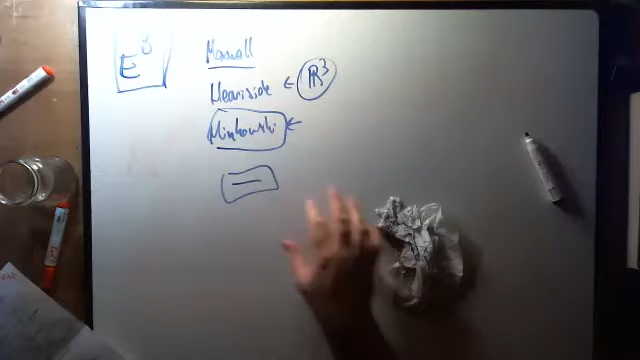 E³
Maxwell
Heaviside ← ℝ³
Minkowski ←
—